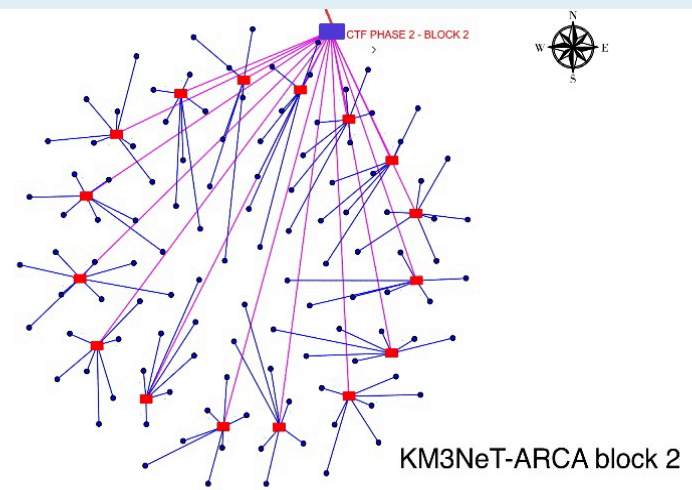 N
CTF PHASE 2 - BLOCK 2
W E
S
KM3NeT-ARCA block 2